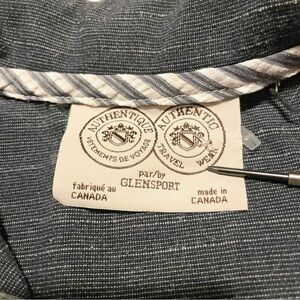 AUTHENTIQUE
VÊTEMENTS DE VOYAGE
AUTHENTIC
TRAVEL WEAR
par/by
GLENSPORT
fabriqué au
CANADA
made in
CANADA